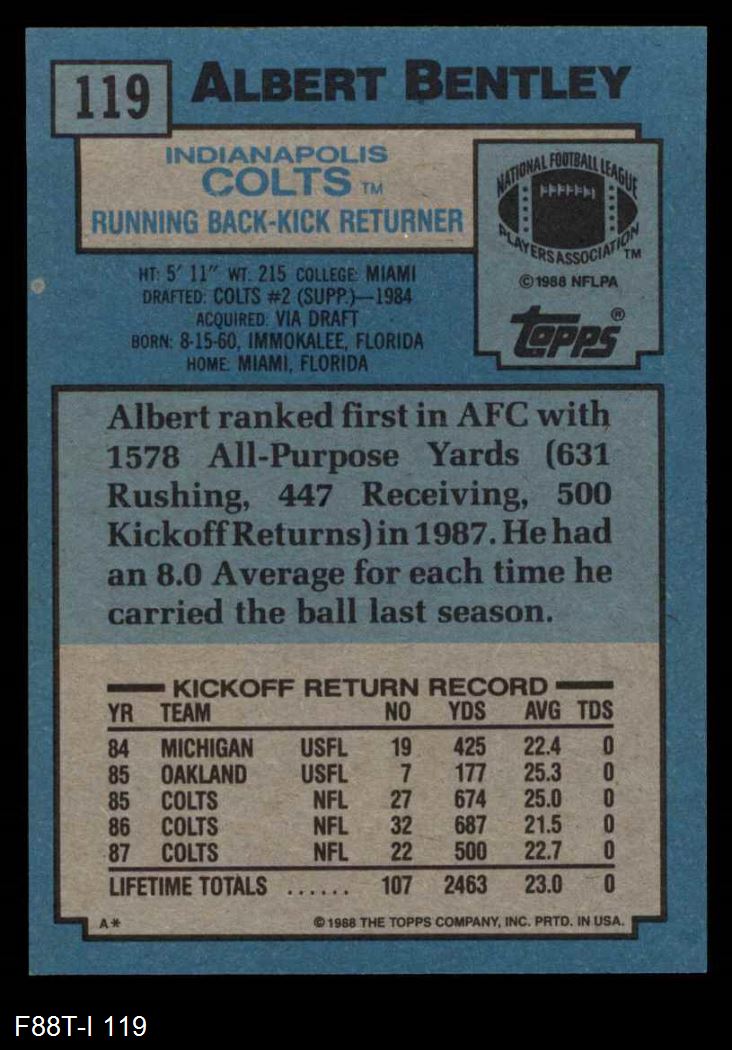 119
ALBERT BENTLEY
INDIANAPOLIS
COLTS TM
RUNNING BACK-KICK RETURNER
NATIONAL FOOTBALL LEAGUE
PLAYERS ASSOCIATION TM
©1988 NFLPA
TOPPS®
HT: 5' 11" WT: 215 COLLEGE: MIAMI
DRAFTED: COLTS #2 (SUPP.)—1984
ACQUIRED: VIA DRAFT
BORN: 8-15-60, IMMOKALEE, FLORIDA
HOME: MIAMI, FLORIDA
Albert ranked first in AFC with
1578 All-Purpose Yards (631
Rushing, 447 Receiving, 500
Kickoff Returns) in 1987. He had
an 8.0 Average for each time he
carried the ball last season.
KICKOFF RETURN RECORD
YR TEAM NO YDS AVG TDS
84 MICHIGAN USFL 19 425 22.4 0
85 OAKLAND USFL 7 177 25.3 0
85 COLTS NFL 27 674 25.0 0
86 COLTS NFL 32 687 21.5 0
87 COLTS NFL 22 500 22.7 0
LIFETIME TOTALS ...... 107 2463 23.0 0
A* ©1988 THE TOPPS COMPANY, INC. PRTD. IN USA.
F88T-I 119